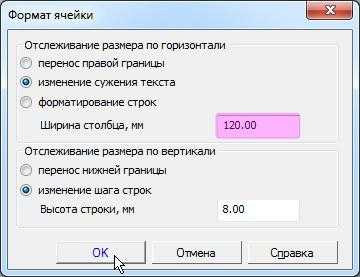 Формат ячейки
Отслеживание размера по горизонтали
перенос правой границы
изменение сужения текста
форматирование строк
Ширина столбца, мм 120.00
Отслеживание размера по вертикали
перенос нижней границы
изменение шага строк
Высота строки, мм 8.00
OK Отмена Справка